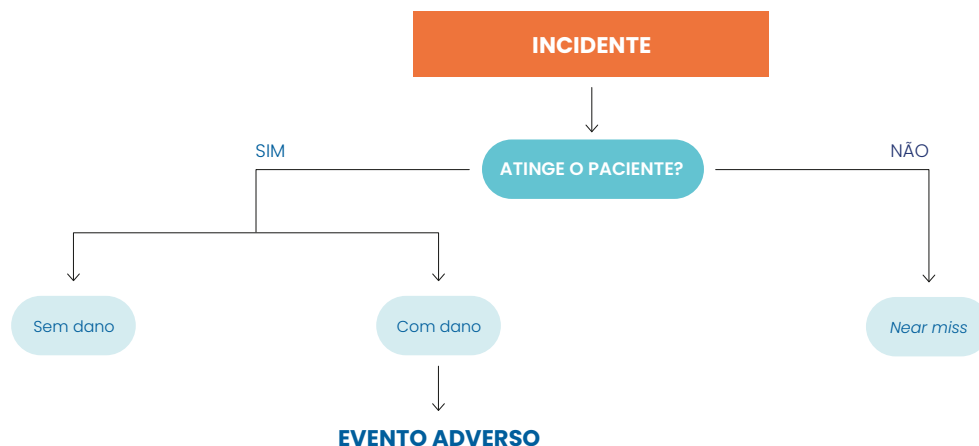 INCIDENTE
SIM
ATINGE O PACIENTE?
NÃO
Sem dano
Com dano
Near miss
EVENTO ADVERSO